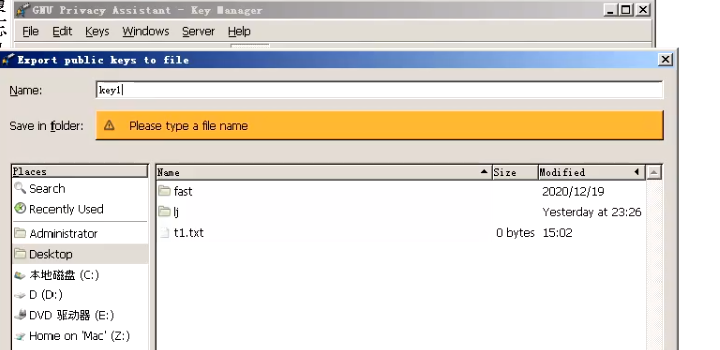 GNU Privacy Assistant - Key Manager
File Edit Keys Windows Server Help
Export public keys to file
Name: key1
Save in folder: Please type a file name
Places Name Size Modified
Search fast 2020/12/19
Recently Used lj Yesterday at 23:26
Administrator t1.txt 0 bytes 15:02
Desktop
本地磁盘 (C:)
D (D:)
DVD 驱动器 (E:)
Home on 'Mac' (Z:)